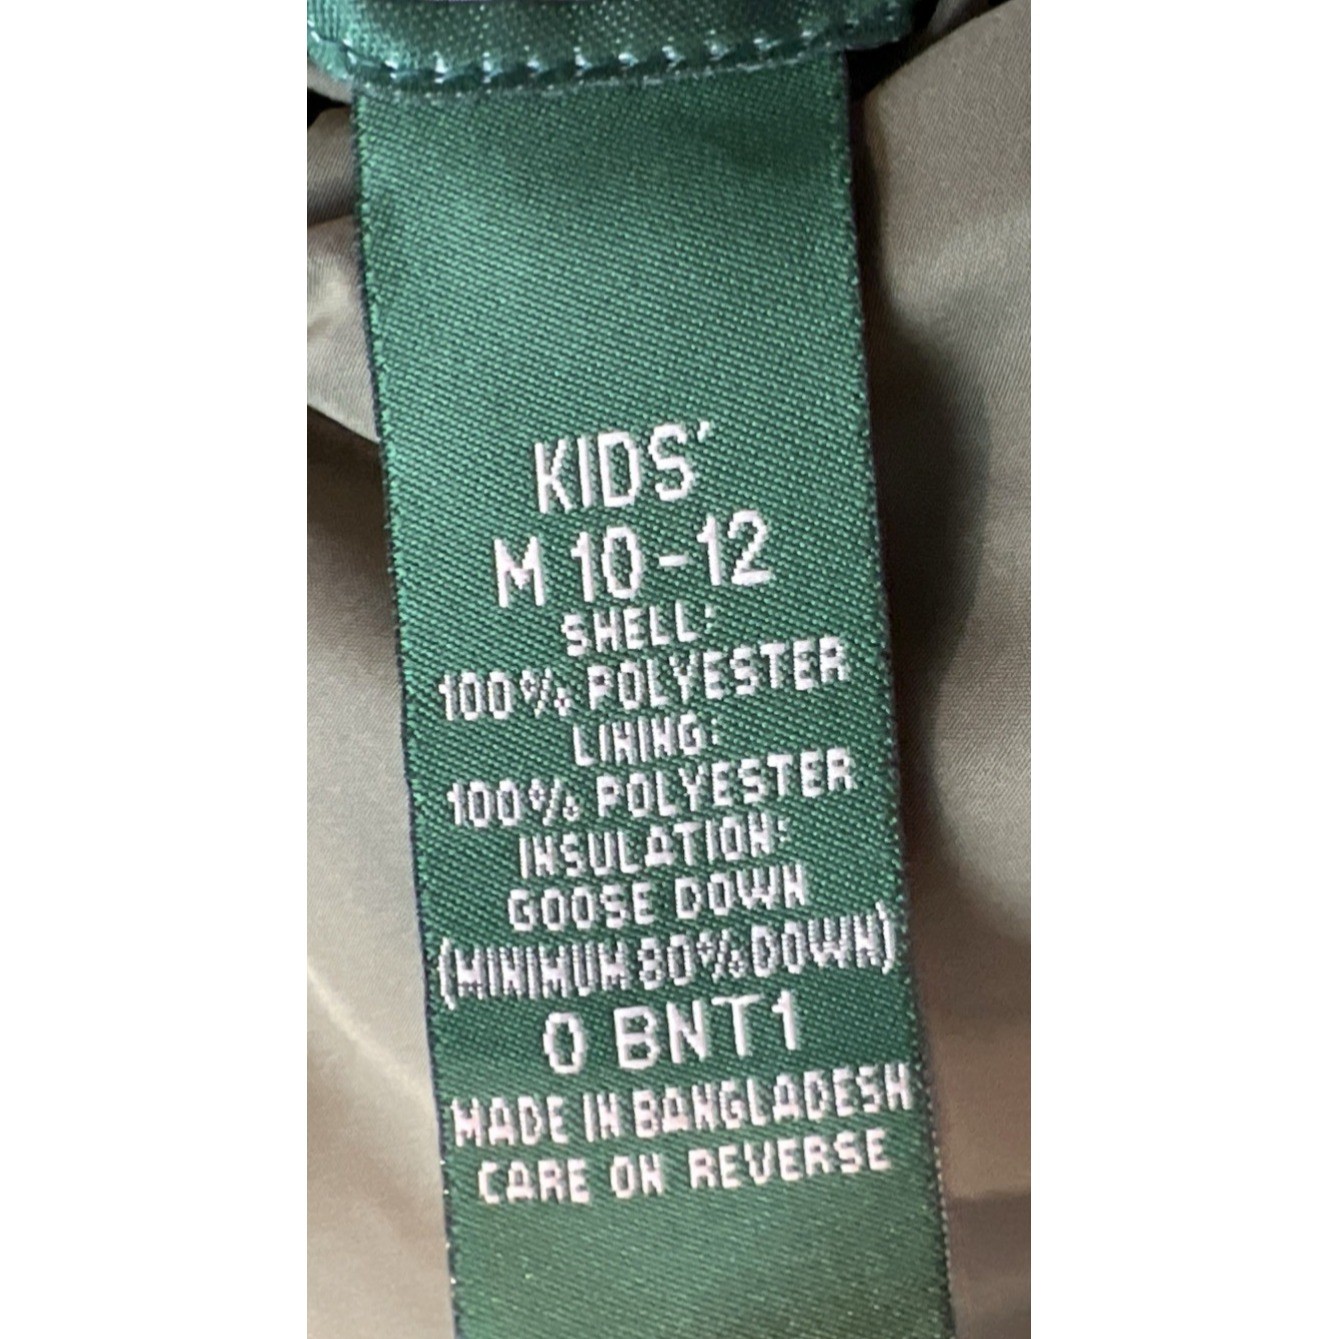 KIDS'
M 10-12
SHELL:
100% POLYESTER
LINING:
100% POLYESTER
INSULATION:
GOOSE DOWN
(MINIMUM 80% DOWN)
0 BNT1
MADE IN BANGLADESH
CARE ON REVERSE